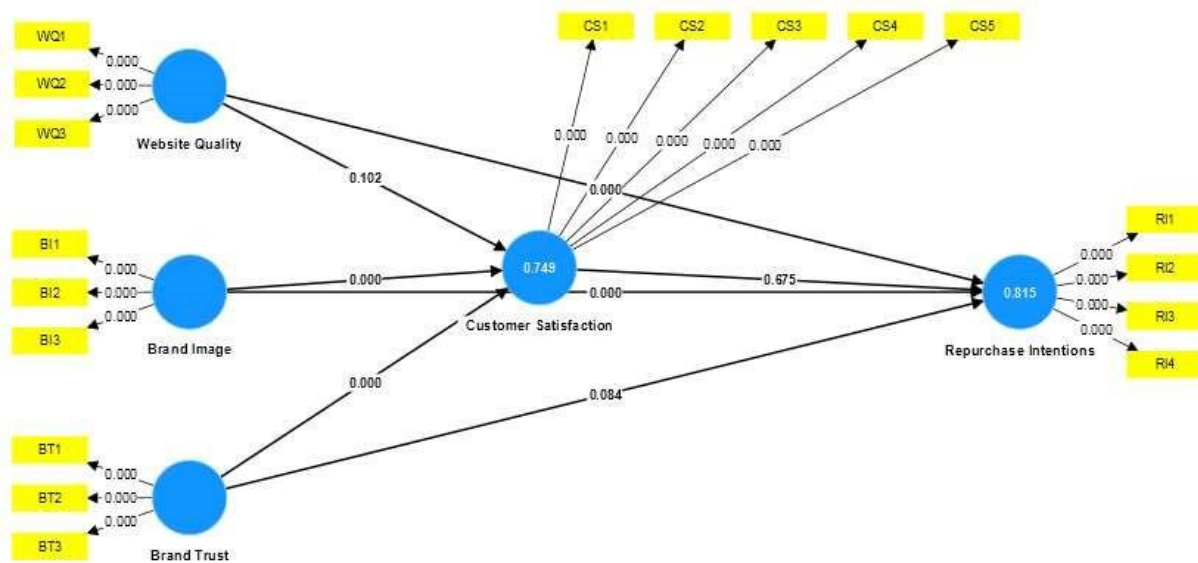 CS1
CS2
CS3
CS4
CS5
WQ1
0.000
WQ2
0.000
0.000
WQ3
Website Quality
0.000
0.000
0.000
0.000
0.000
0.102
0.000
RI1
BI1
0.000
0.000
BI2
0.000
0.000
BI3
Brand Image
0.000
0.749
0.675
0.000
Customer Satisfaction
0.815
Repurchase Intentions
0.000
RI2
0.000
0.000
RI3
0.000
RI4
0.000
0.084
BT1
0.000
BT2
0.000
0.000
BT3
Brand Trust